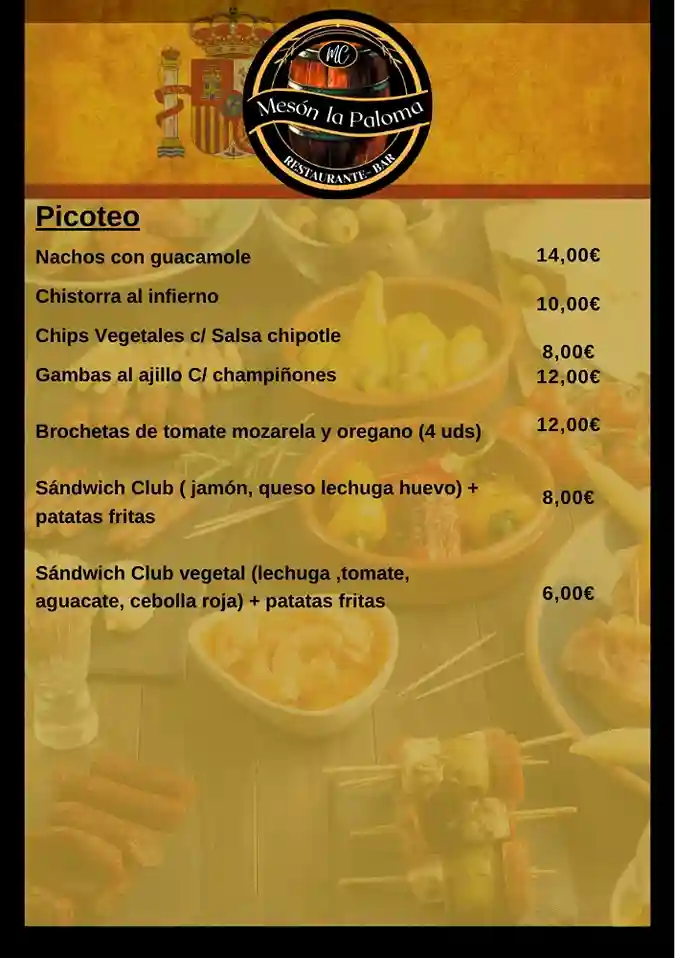 MC
Mesón la Paloma
RESTAURANTE-BAR
Picoteo
Nachos con guacamole 14,00€
Chistorra al infierno 10,00€
Chips Vegetales c/ Salsa chipotle 8,00€
Gambas al ajillo C/ champiñones 12,00€
Brochetas de tomate mozarela y oregano (4 uds) 12,00€
Sándwich Club ( jamón, queso lechuga huevo) + 8,00€
patatas fritas
Sándwich Club vegetal (lechuga ,tomate,
aguacate, cebolla roja) + patatas fritas 6,00€